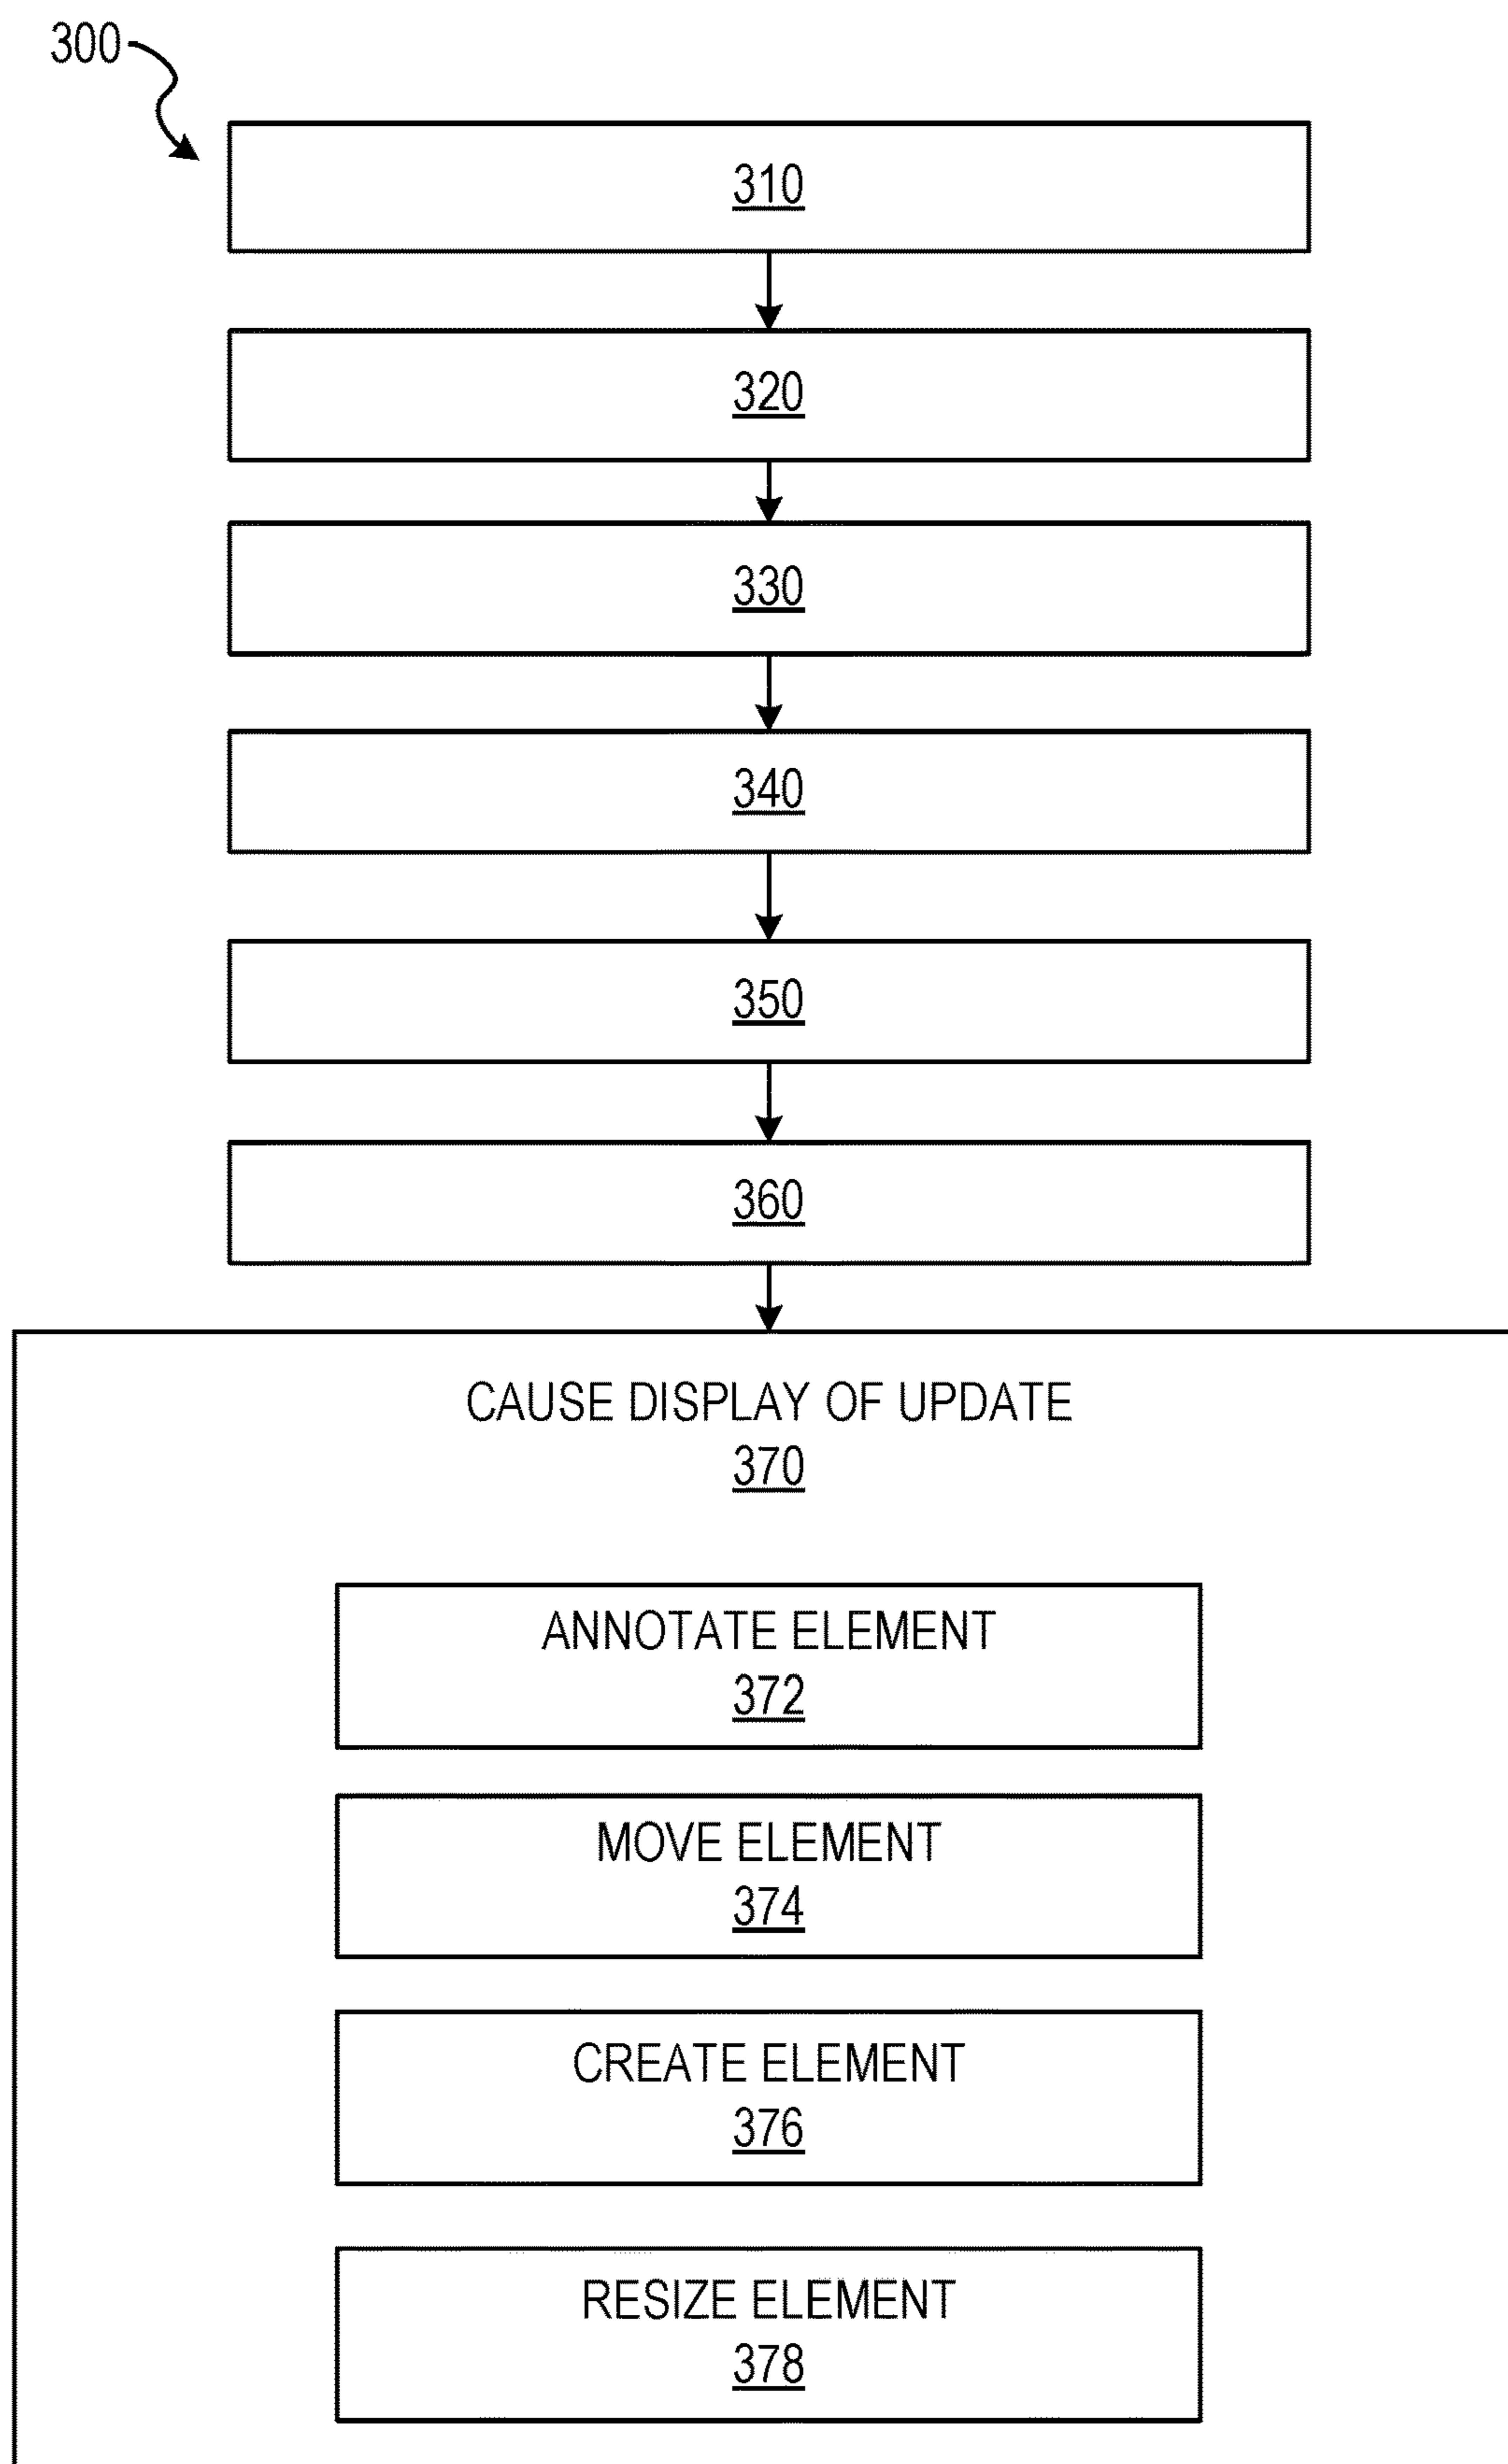 300
310
320
330
340
350
360
CAUSE DISPLAY OF UPDATE
370
ANNOTATE ELEMENT
372
MOVE ELEMENT
374
CREATE ELEMENT
376
RESIZE ELEMENT
378